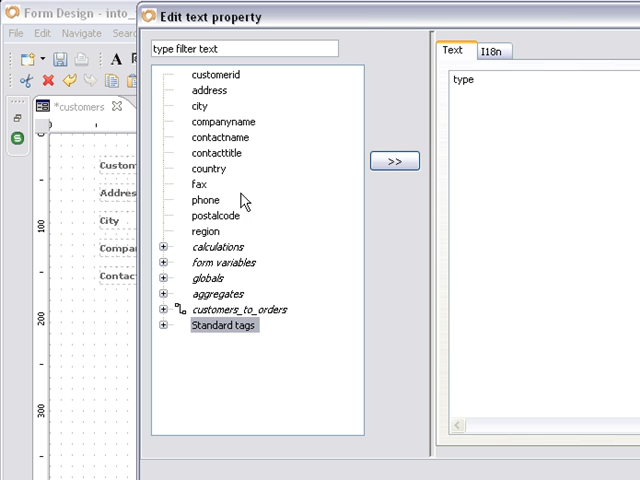 Form Design - into_
Edit text property
File Edit Navigate Sear
type filter text
Text I18n
type
customerid
address
city
companyname
contactname
contacttitle
country
fax
phone
postalcode
region
calculations
form variables
globals
aggregates
customers_to_orders
Standard tags
>>
*customers
0
100
200
300
Custom
Addres
City
Compa
Contac
A
S